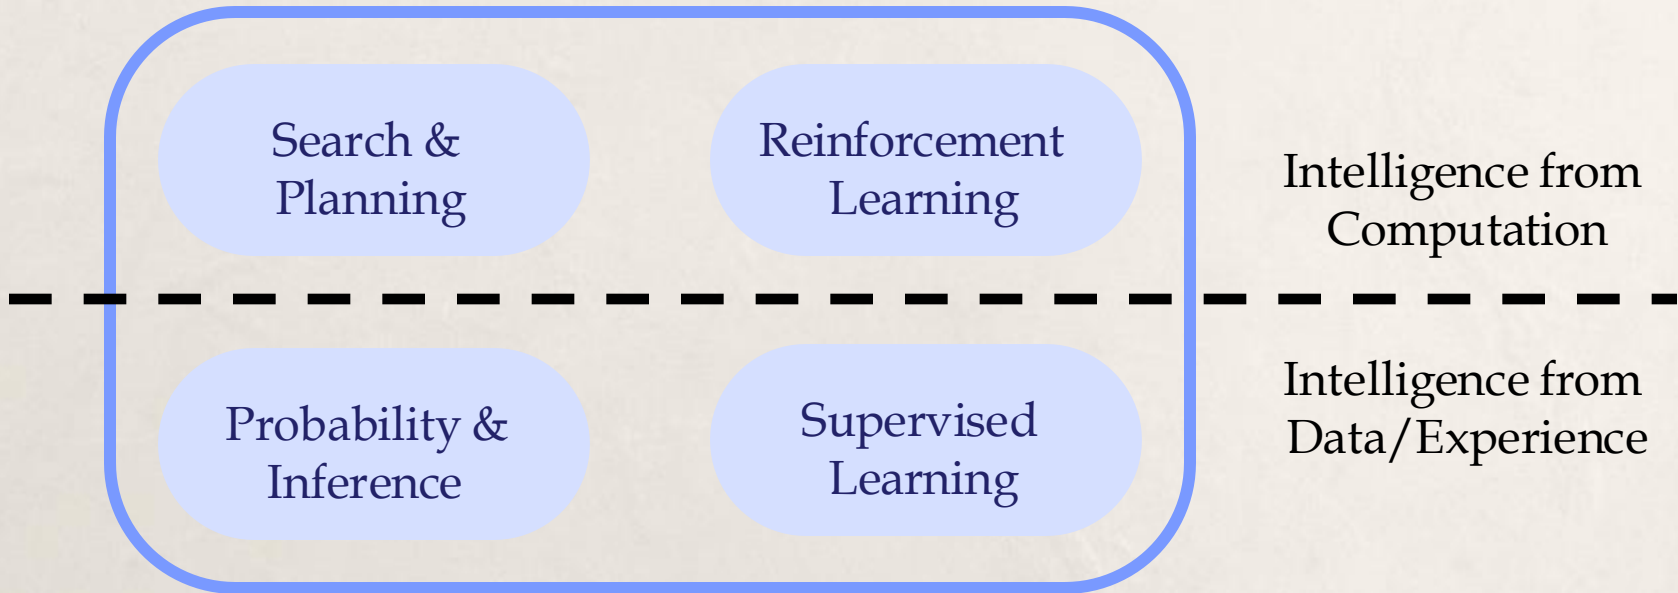 Search &
Planning
Reinforcement
Learning
Intelligence from
Computation
Probability &
Inference
Supervised
Learning
Intelligence from
Data/Experience